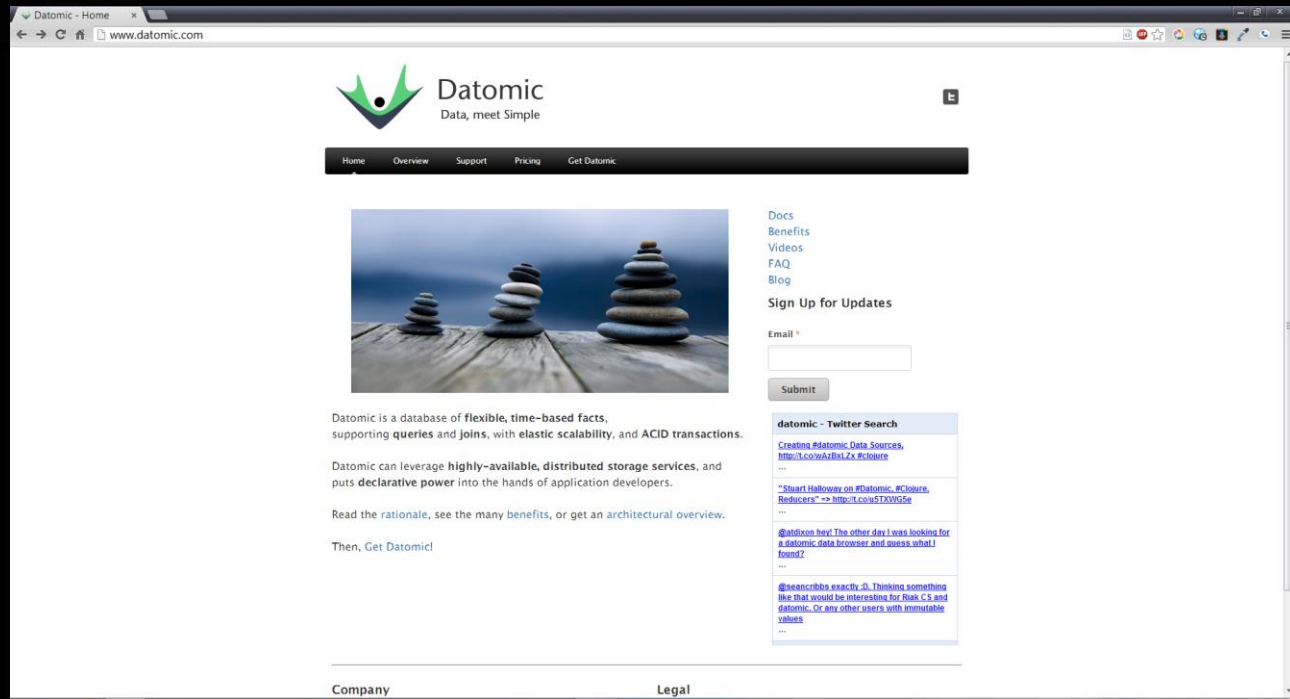 Datomic - Home
www.datomic.com
Datomic
Data, meet Simple
Home Overview Support Pricing Get Datomic
Docs
Benefits
Videos
FAQ
Blog
Sign Up for Updates
Email *
Submit
Datomic is a database of flexible, time-based facts,
supporting queries and joins, with elastic scalability, and ACID transactions.
Datomic can leverage highly-available, distributed storage services, and
puts declarative power into the hands of application developers.
Read the rationale, see the many benefits, or get an architectural overview.
Then, Get Datomic!
datomic - Twitter Search
Creating #datomic Data Sources,
http://t.co/wAzBxLZx #clojure
...
"Stuart Halloway on #Datomic, #Clojure,
Reducers" => http://t.co/u5TXWG5e
...
@atdixon hey! The other day I was looking for
a datomic data browser and guess what I
found?
...
@seancribbs exactly :D. Thinking something
like that would be interesting for Riak CS and
datomic. Or any other users with immutable
values
...
Company Legal